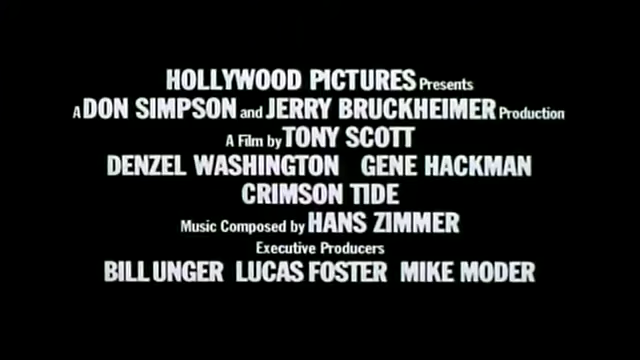 HOLLYWOOD PICTURES Presents
A DON SIMPSON and JERRY BRUCKHEIMER Production
A Film by TONY SCOTT
DENZEL WASHINGTON GENE HACKMAN
CRIMSON TIDE
Music Composed by HANS ZIMMER
Executive Producers
BILL UNGER LUCAS FOSTER MIKE MODER